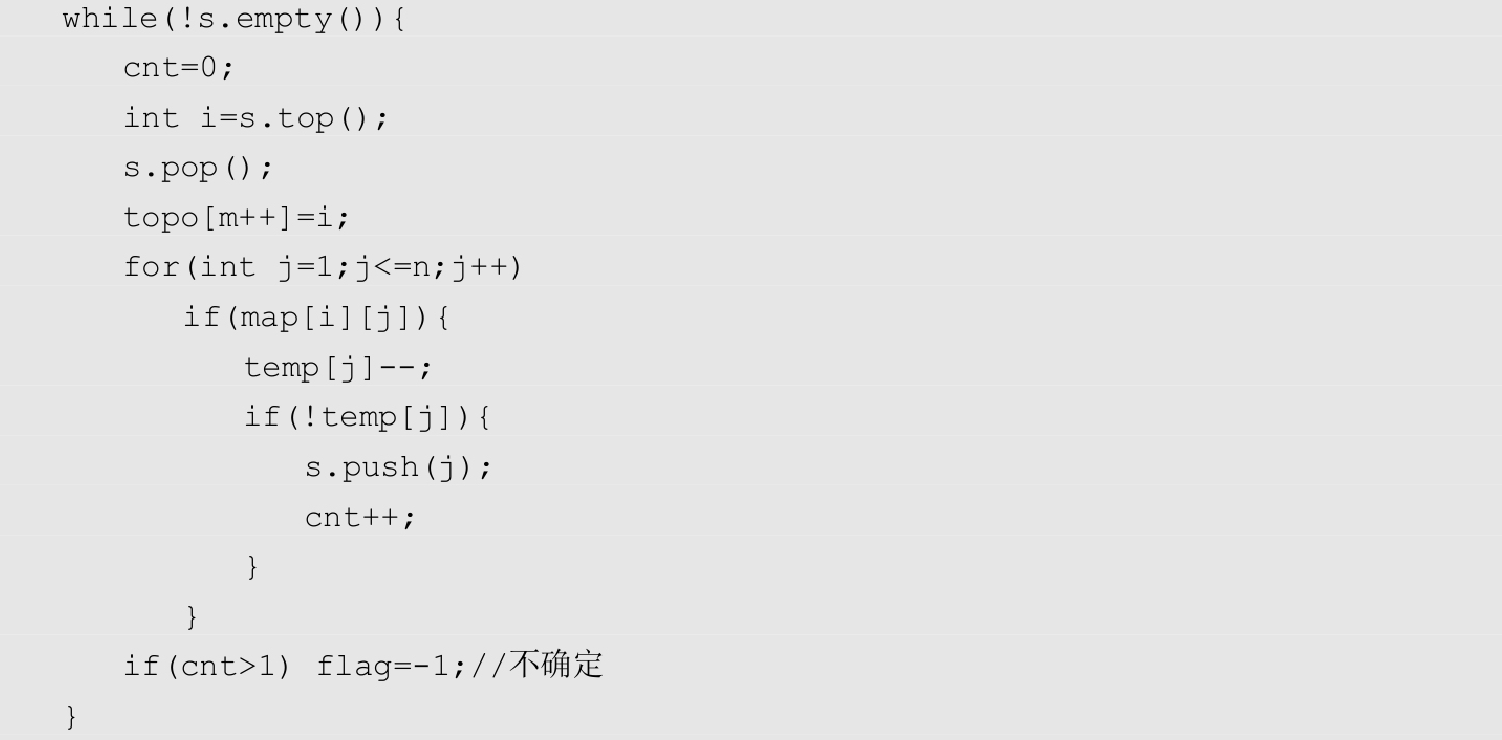 while(!s.empty()){
cnt=0;
int i=s.top();
s.pop();
topo[m++]=i;
for(int j=1;j<=n;j++)
if(map[i][j]){
temp[j]--;
if(!temp[j]){
s.push(j);
cnt++;
}
}
if(cnt>1) flag=-1;//不确定
}